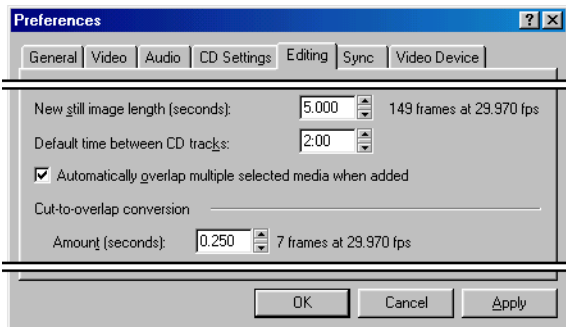 Preferences
General Video Audio CD Settings Editing Sync Video Device
New still image length (seconds): 5.000 149 frames at 29.970 fps
Default time between CD tracks: 2:00
Automatically overlap multiple selected media when added
Cut-to-overlap conversion
Amount (seconds): 0.250 7 frames at 29.970 fps
OK Cancel Apply